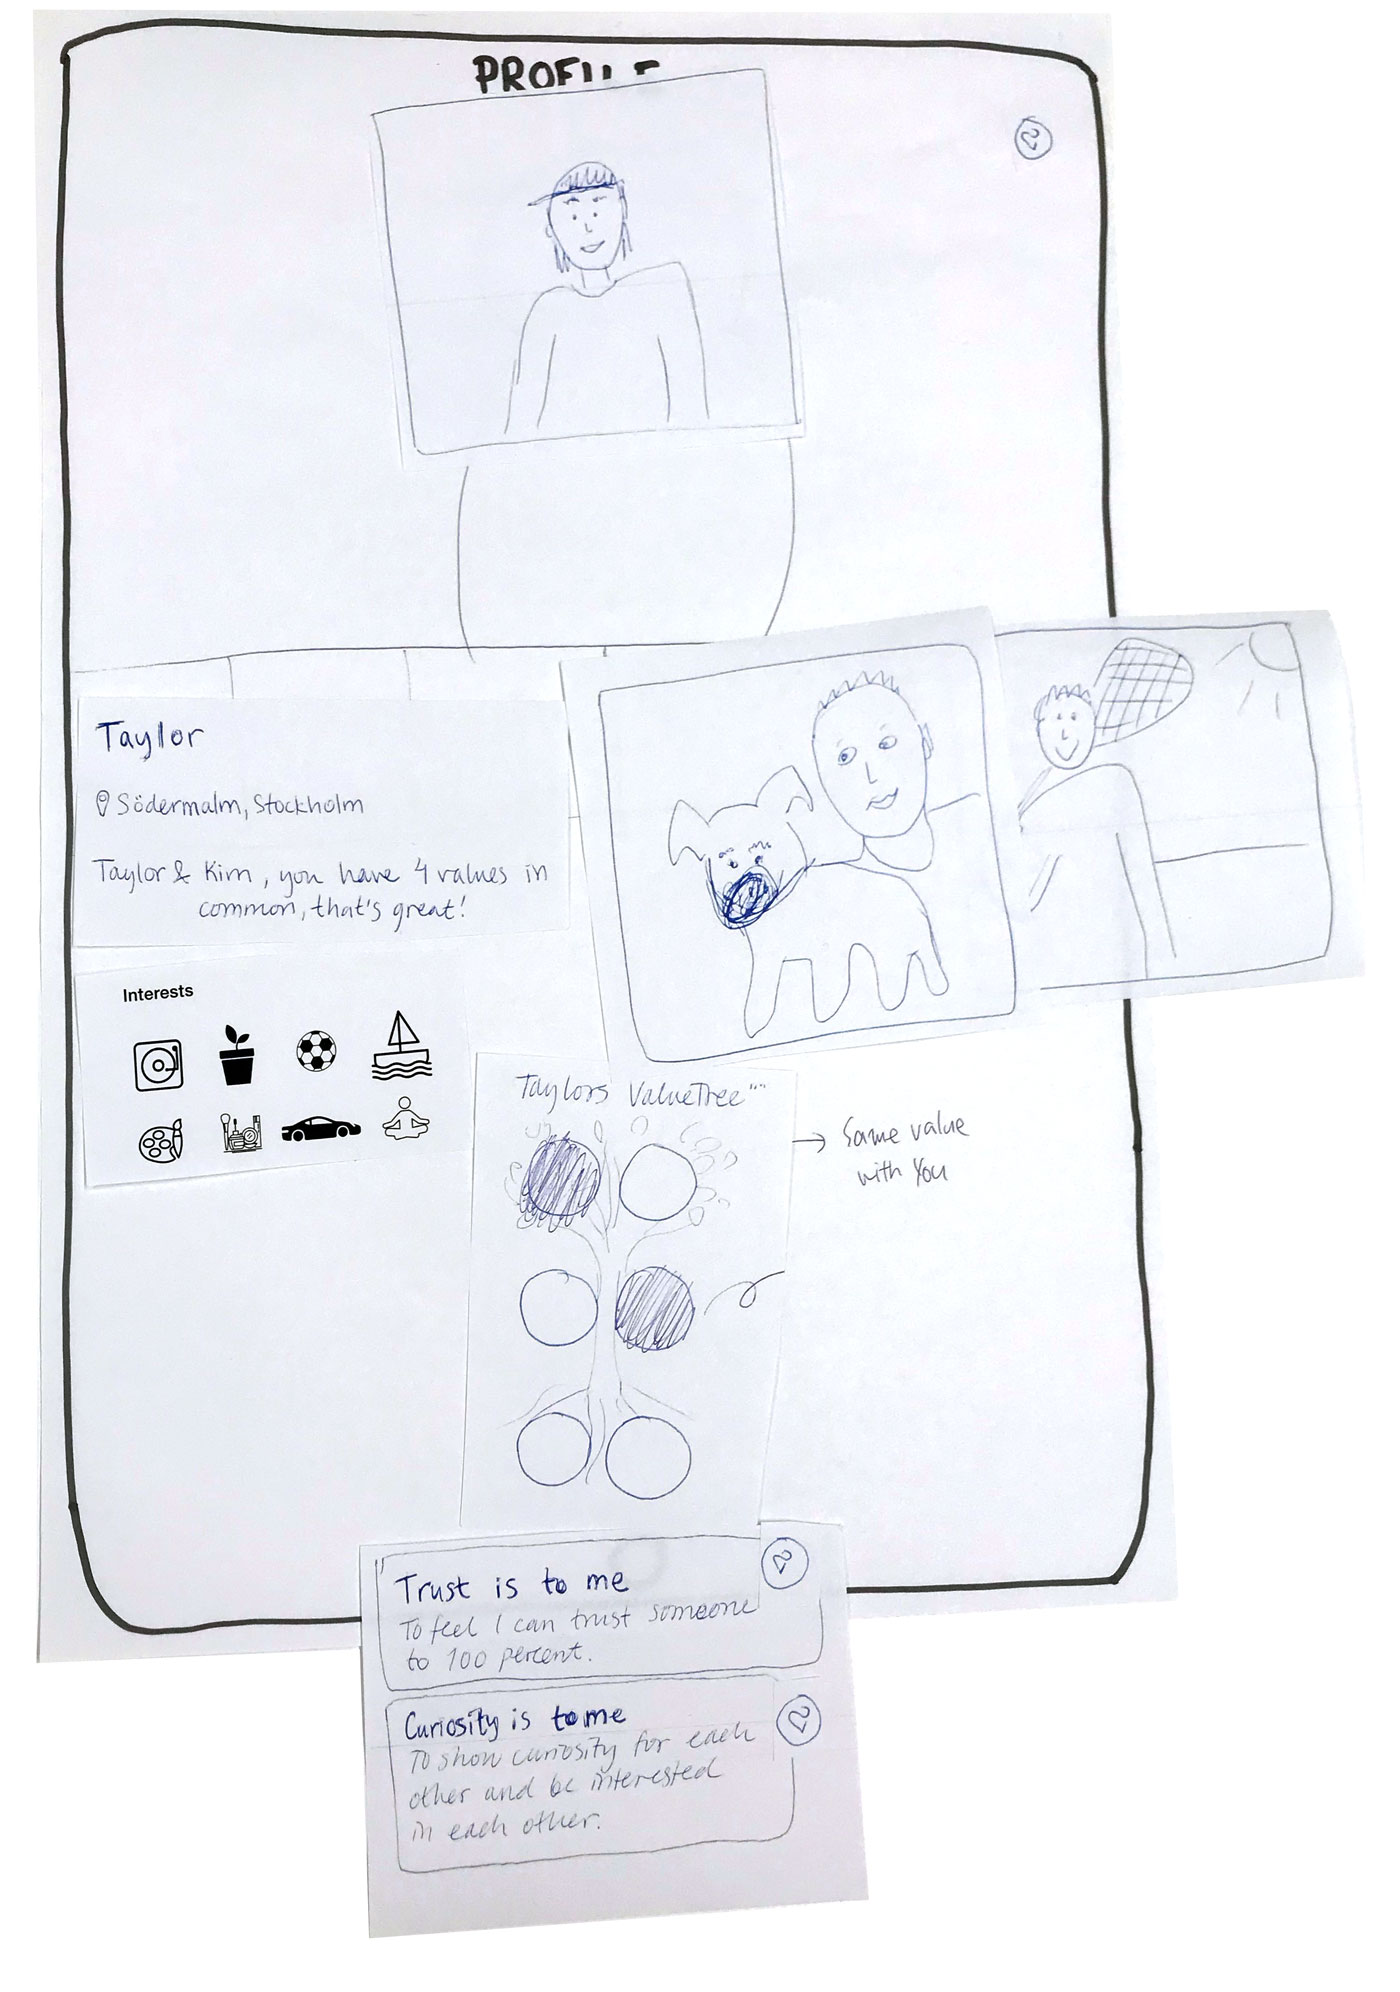 PROFILE
Taylor
Södermalm, Stockholm
Taylor & Kim, you have 4 values in
common, that's great!
Interests
Taylors ValueTree""
→ Same value
with You
Trust is to me
To feel I can trust someone
to 100 percent.
Curiosity is to me
To show curiosity for each
other and be interested
in each other.